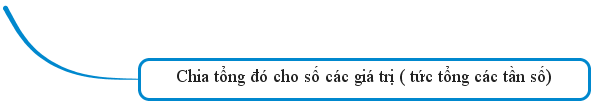 Chia tổng đó cho số các giá trị ( tức tổng các tần số)